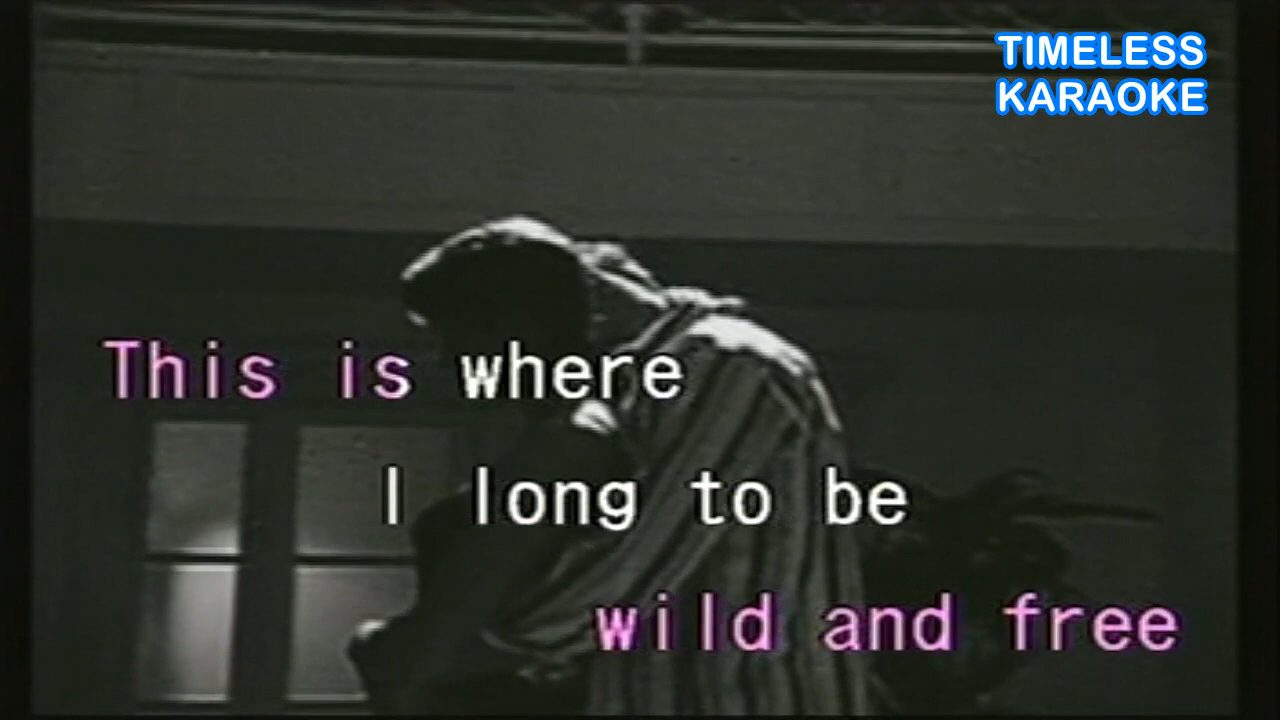 TIMELESS
KARAOKE
This is where
I long to be
wild and free